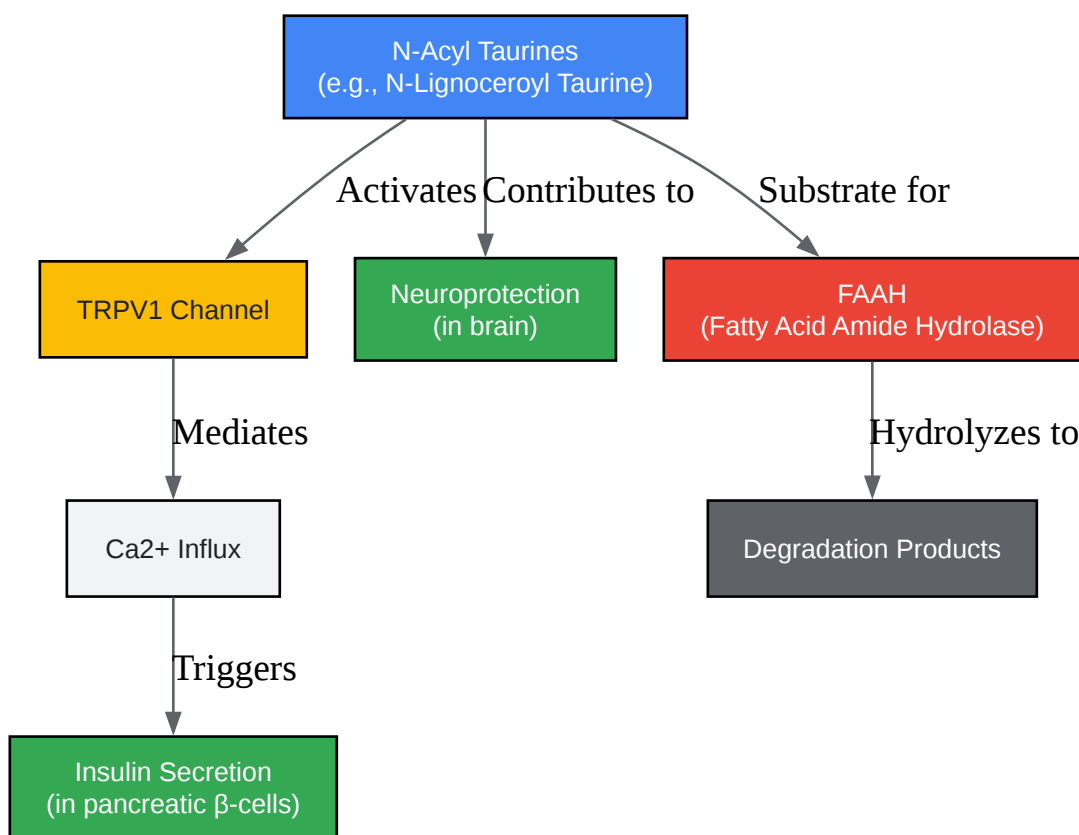 N-Acyl Taurines
(e.g., N-Lignoceroyl Taurine)
Activates
Contributes to
Substrate for
TRPV1 Channel
Neuroprotection
(in brain)
FAAH
(Fatty Acid Amide Hydrolase)
Mediates
Hydrolyzes to
Ca2+ Influx
Degradation Products
Triggers
Insulin Secretion
(in pancreatic β-cells)